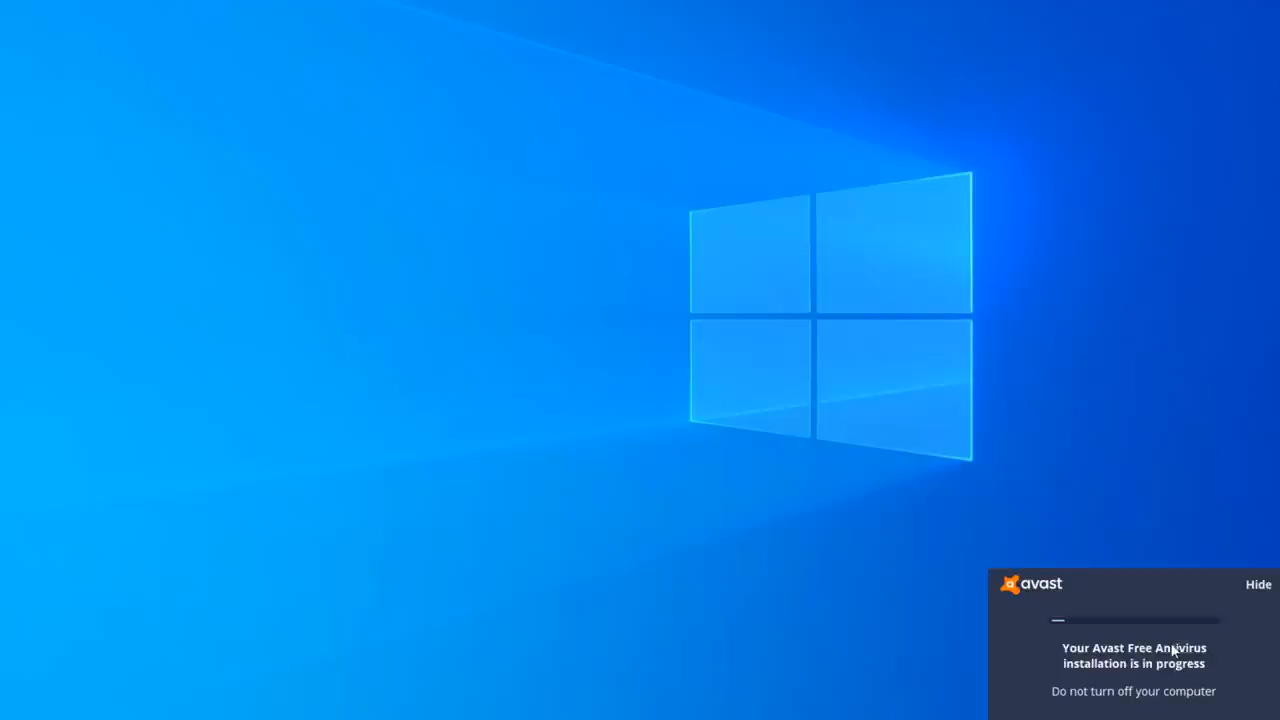 avast
Hide
Your Avast Free Antivirus
installation is in progress
Do not turn off your computer